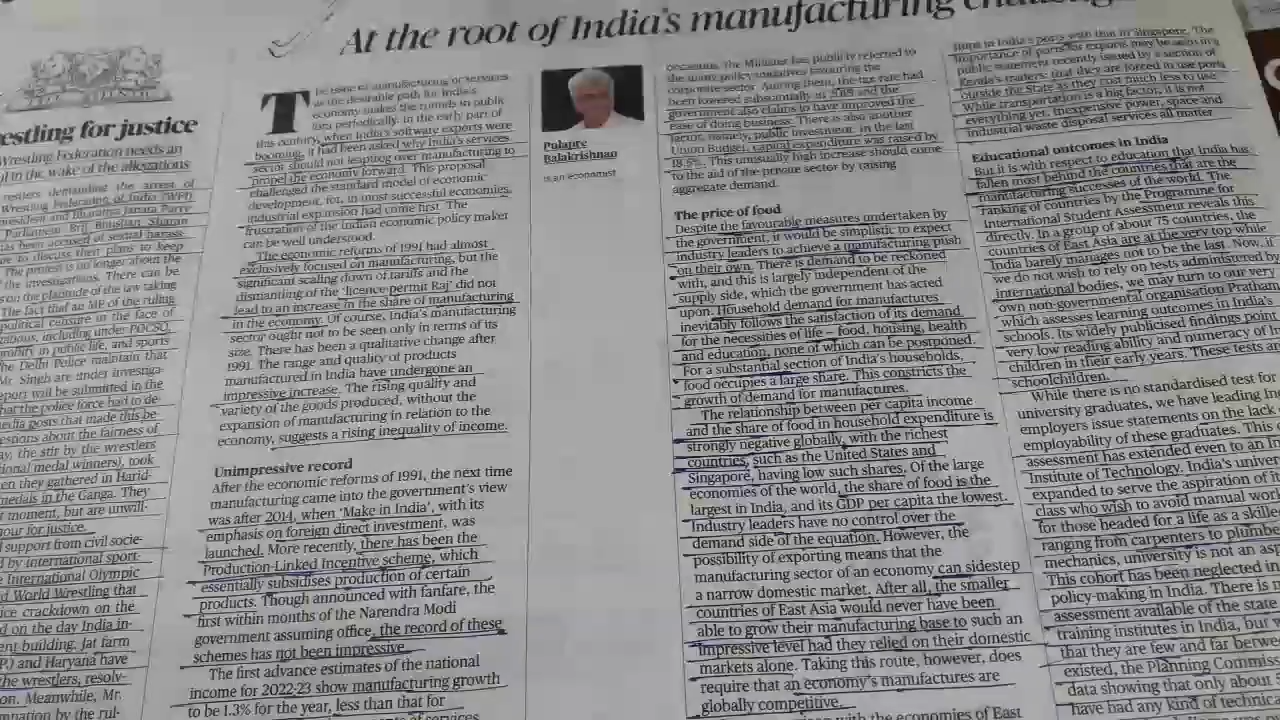 At the root of India's manufacturing
estling for justice
Wrestling Federation needs an
in the wake of the allegations
restlers demanding the arrest of
Wrestling Federation of India (WFI)
resident and Bharatiya Janata Party
Parliament Brij Bhushan Sharan
has been accused of sexual harass-
to discuss their plans to keep
The protest is no longer about the
the investigations. There can be
on the platitude of the law taking
The fact that an MP of the ruling
political censure in the face of
including under POCSO,
probity in public life, and sports
The Delhi Police maintain that
Mr. Singh are under investiga-
eport will be submitted in the
hat the police force had to de-
edia posts that made this be-
estions about the fairness of
ay, the stir by the wrestlers
tional medal winners), took
en they gathered in Harid-
medals in the Ganga. They
t moment, but are unwill-
our for justice.
l support from civil socie-
d by international sport-
e International Olympic
d World Wrestling that
ice crackdown on the
d on the day India in-
ent building. Jat farm
P.) and Haryana have
the wrestlers, resolv-
on. Meanwhile, Mr.
nation by the rul-
The issue of manufacturing or services
as the desirable path for India's
economy makes the rounds in public
fora periodically. In the early part of
this century, when India's software exports were
booming, it had been asked why India's services
sector should not leapfrog over manufacturing to
propel the economy forward. This proposal
challenged the standard model of economic
development, for, in most successful economies,
industrial expansion had come first. The
frustration of the Indian economic policy maker
can be well understood.
The economic reforms of 1991 had almost
exclusively focused on manufacturing, but the
significant scaling down of tariffs and the
dismantling of the 'licence-permit Raj' did not
lead to an increase in the share of manufacturing
in the economy. Of course, India's manufacturing
sector ought not to be seen only in terms of its
size. There has been a qualitative change after
1991. The range and quality of products
manufactured in India have undergone an
impressive increase. The rising quality and
variety of the goods produced, without the
expansion of manufacturing in relation to the
economy, suggests a rising inequality of income.
Unimpressive record
After the economic reforms of 1991, the next time
manufacturing came into the government's view
was after 2014, when 'Make in India', with its
emphasis on foreign direct investment, was
launched. More recently, there has been the
Production-Linked Incentive scheme, which
essentially subsidises production of certain
products. Though announced with fanfare, the
first within months of the Narendra Modi
government assuming office, the record of these
schemes has not been impressive.
The first advance estimates of the national
income for 2022-23 show manufacturing growth
to be 1.3% for the year, less than that for
of services
Pulapre
Balakrishnan
is an economist
occasions, the Minister has publicly referred to
the many policy initiatives favouring the
corporate sector. Among them, the tax rate had
been lowered substantially in 2019 and the
government also claims to have improved the
ease of doing business. There is also another
factor, namely, public investment. In the last
Union Budget, capital expenditure was raised by
18.5%. This unusually high increase should come
to the aid of the private sector by raising
aggregate demand.
The price of food
Despite the favourable measures undertaken by
the government, it would be simplistic to expect
industry leaders to achieve a manufacturing push
on their own. There is demand to be reckoned
with, and this is largely independent of the
supply side, which the government has acted
upon. Household demand for manufactures
inevitably follows the satisfaction of its demand
for the necessities of life – food, housing, health
and education, none of which can be postponed.
For a substantial section of India's households,
food occupies a large share. This constricts the
growth of demand for manufactures.
The relationship between per capita income
and the share of food in household expenditure is
strongly negative globally, with the richest
countries, such as the United States and
Singapore, having low such shares. Of the large
economies of the world, the share of food is the
largest in India, and its GDP per capita the lowest.
Industry leaders have no control over the
demand side of the equation. However, the
possibility of exporting means that the
manufacturing sector of an economy can sidestep
a narrow domestic market. After all, the smaller
countries of East Asia would never have been
able to grow their manufacturing base to such an
impressive level had they relied on their domestic
markets alone. Taking this route, however, does
require that an economy's manufactures are
globally competitive.
with the economies of East
ships in India's ports with that in Singapore. The
importance of ports for exports may be seen in a
public statement recently issued by a section of
Kerala's traders: that they are forced to use ports
outside the State as they cost much less to use.
While transportation is a big factor, it is not
everything yet. Inexpensive power, space and
industrial waste disposal services all matter.
Educational outcomes in India
But it is with respect to education that India has
fallen most behind the countries that are the
manufacturing successes of the world. The
ranking of countries by the Programme for
International Student Assessment reveals this
directly. In a group of about 75 countries, the
countries of East Asia are at the very top while
India barely manages not to be the last. Now, if
we do not wish to rely on tests administered by
international bodies, we may turn to our very
own non-governmental organisation Pratham
which assesses learning outcomes in India's
schools. Its widely publicised findings point
very low reading ability and numeracy of
children in their early years. These tests are
schoolchildren.
While there is no standardised test for
university graduates, we have leading
employers issue statements on the lack
employability of these graduates. This
assessment has extended even to an
Institute of Technology. India's univer
expanded to serve the aspiration of
class who wish to avoid manual wor
for those headed for a life as a skille
ranging from carpenters to plumbe
mechanics, university is not an asp
This cohort has been neglected in
policy-making in India. There is
assessment available of the state
training institutes in India, but
that they are few and far betwee
existed, the Planning Commiss
data showing that only about
have had any kind of technica